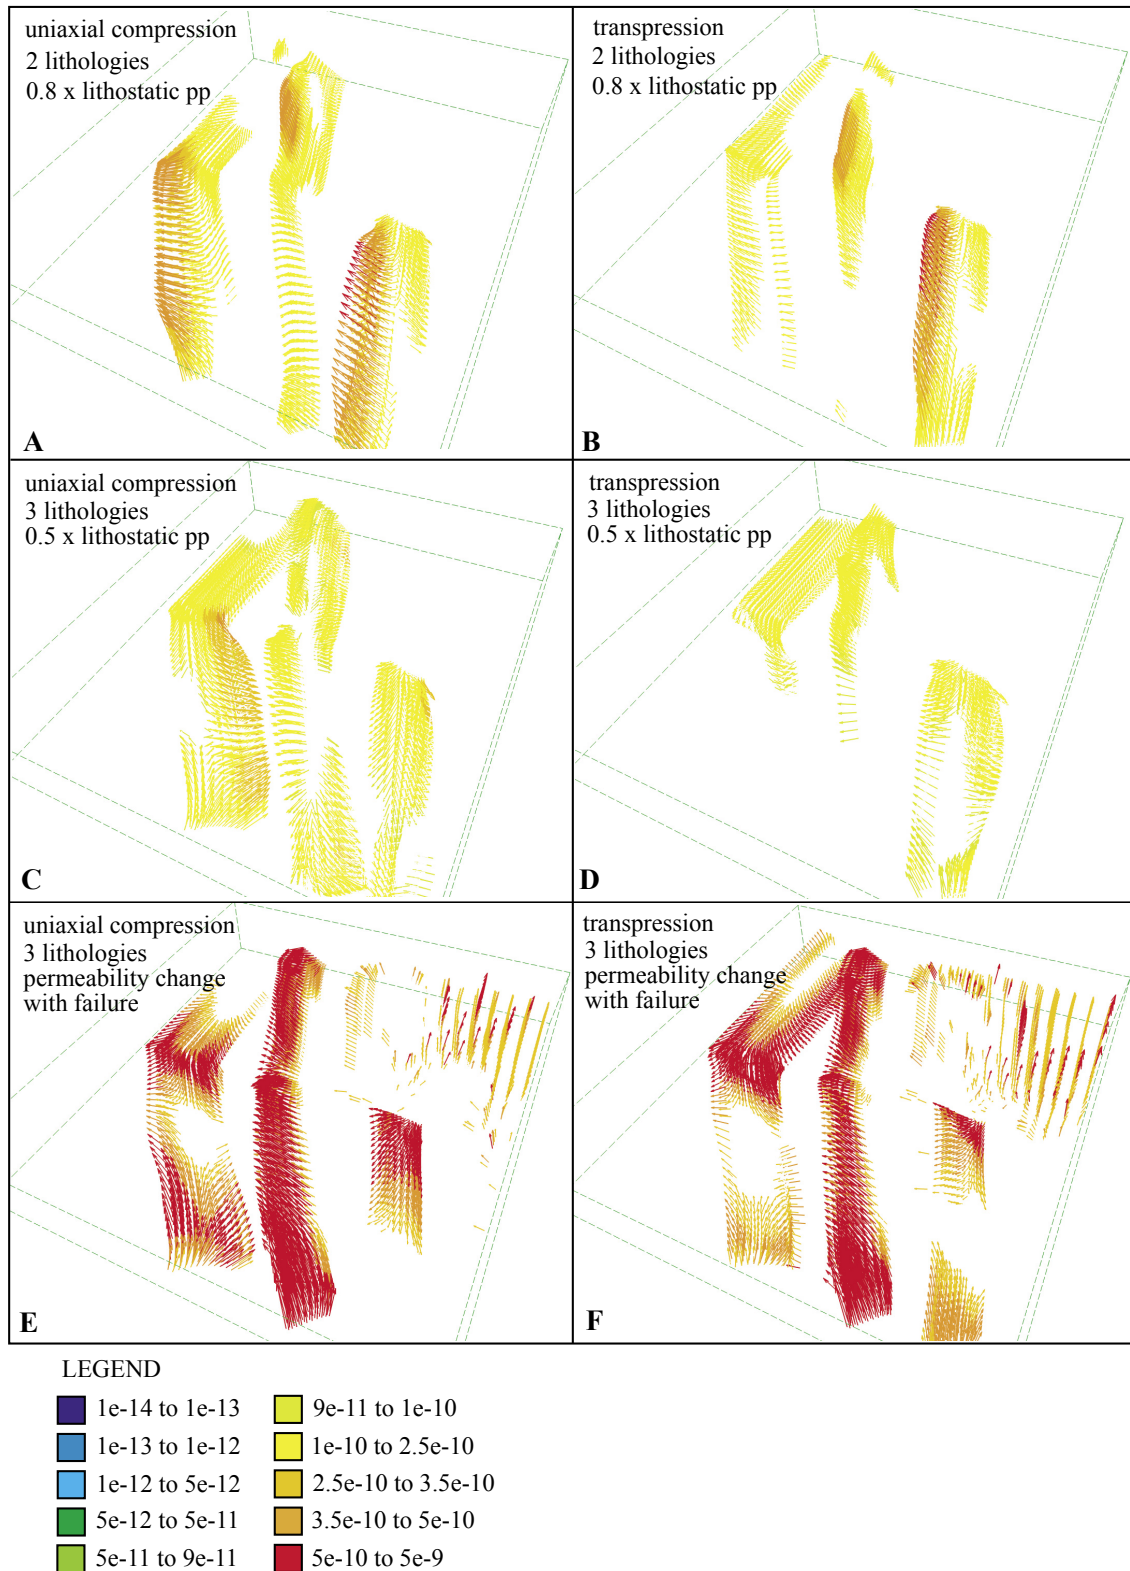 uniaxial compression
2 lithologies
0.8 x lithostatic pp
A
transpression
2 lithologies
0.8 x lithostatic pp
B
uniaxial compression
3 lithologies
0.5 x lithostatic pp
C
transpression
3 lithologies
0.5 x lithostatic pp
D
uniaxial compression
3 lithologies
permeability change
with failure
E
transpression
3 lithologies
permeability change
with failure
F
LEGEND
1e-14 to 1e-13
1e-13 to 1e-12
1e-12 to 5e-12
5e-12 to 5e-11
5e-11 to 9e-11
9e-11 to 1e-10
1e-10 to 2.5e-10
2.5e-10 to 3.5e-10
3.5e-10 to 5e-10
5e-10 to 5e-9